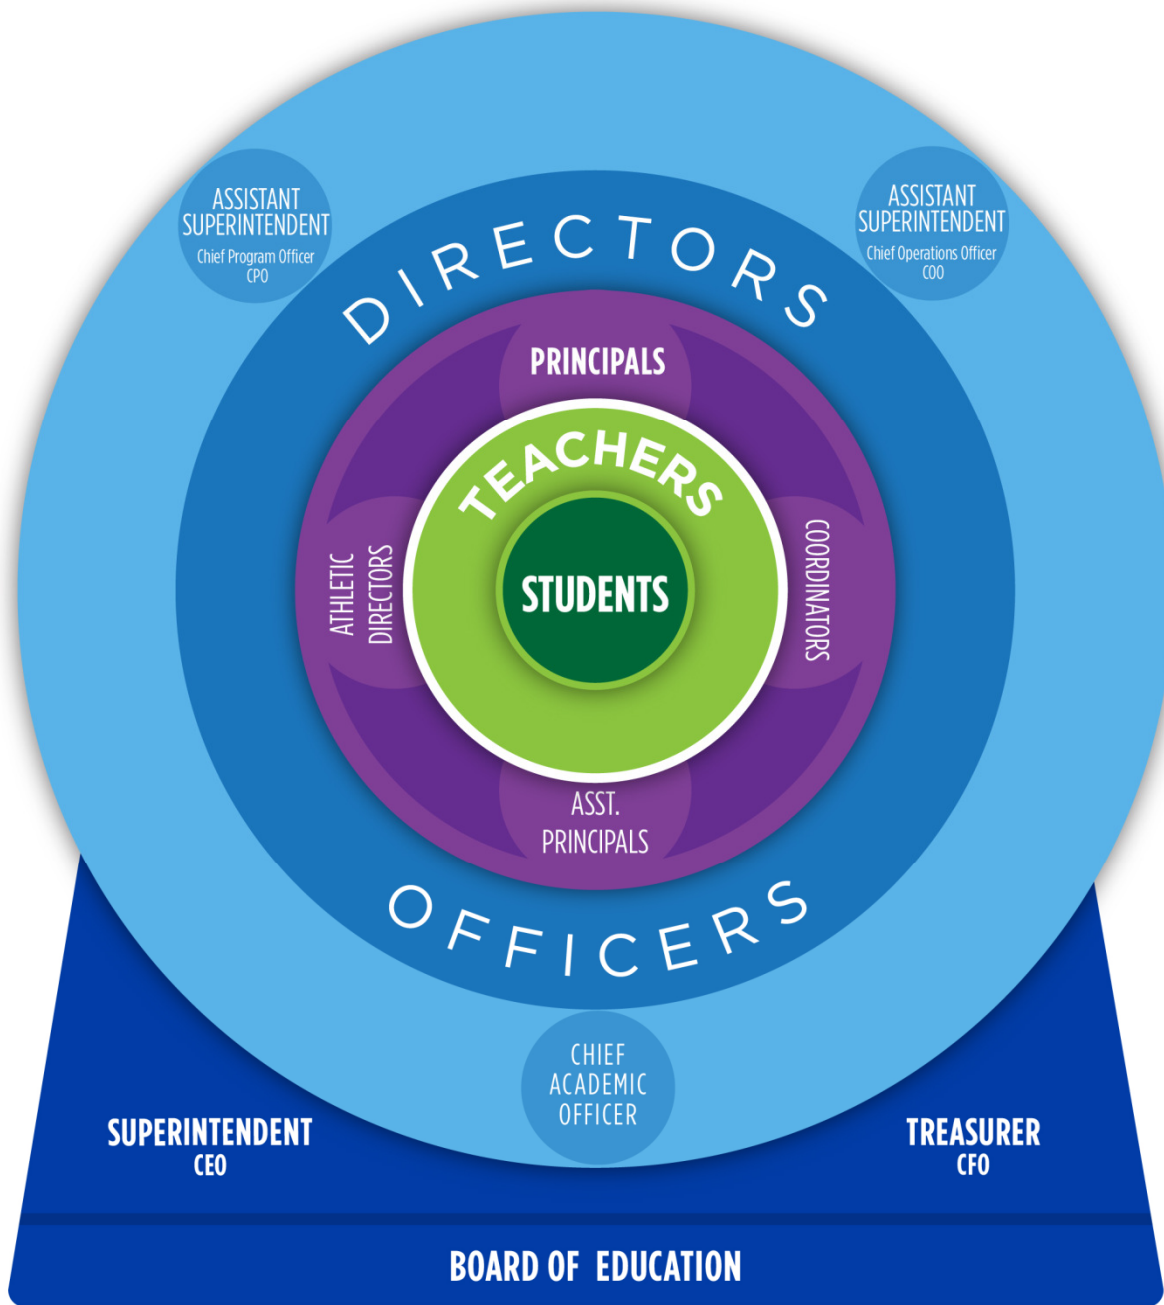 ASSISTANT
SUPERINTENDENT
Chief Program Officer
CPO
ASSISTANT
SUPERINTENDENT
Chief Operations Officer
COO
DIRECTORS
PRINCIPALS
TEACHERS
STUDENTS
ATHLETIC
DIRECTORS
COORDINATORS
ASST.
PRINCIPALS
OFFICERS
CHIEF
ACADEMIC
OFFICER
SUPERINTENDENT
CEO
TREASURER
CFO
BOARD OF EDUCATION